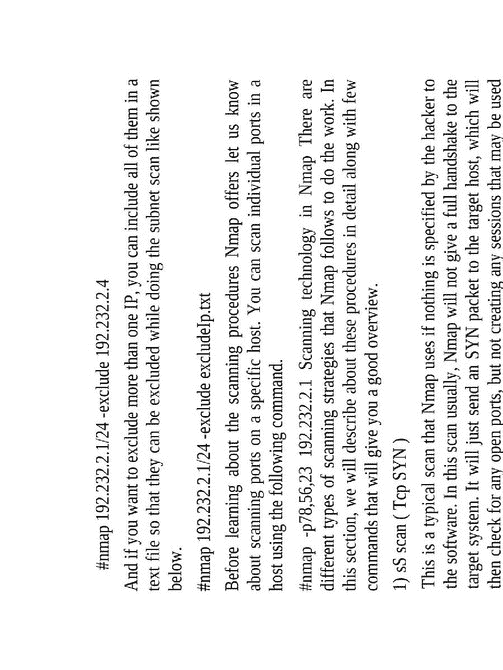 #nmap 192.232.2.1/24 -exclude 192.232.2.4
And if you want to exclude more than one IP, you can include all of them in a
text file so that they can be excluded while doing the subnet scan like shown
below.
#nmap 192.232.2.1/24 -exclude excludeIp.txt
Before learning about the scanning procedures Nmap offers let us know
about scanning ports on a specific host. You can scan individual ports in a
host using the following command.
#nmap -p78,56,23 192.232.2.1 Scanning technology in Nmap There are
different types of scanning strategies that Nmap follows to do the work. In
this section, we will describe about these procedures in detail along with few
commands that will give you a good overview.
1) sS scan ( Tcp SYN )
This is a typical scan that Nmap uses if nothing is specified by the hacker to
the software. In this scan usually, Nmap will not give a full handshake to the
target system. It will just send an SYN packet to the target host, which will
then check for any open ports, but not creating any sessions that may be used